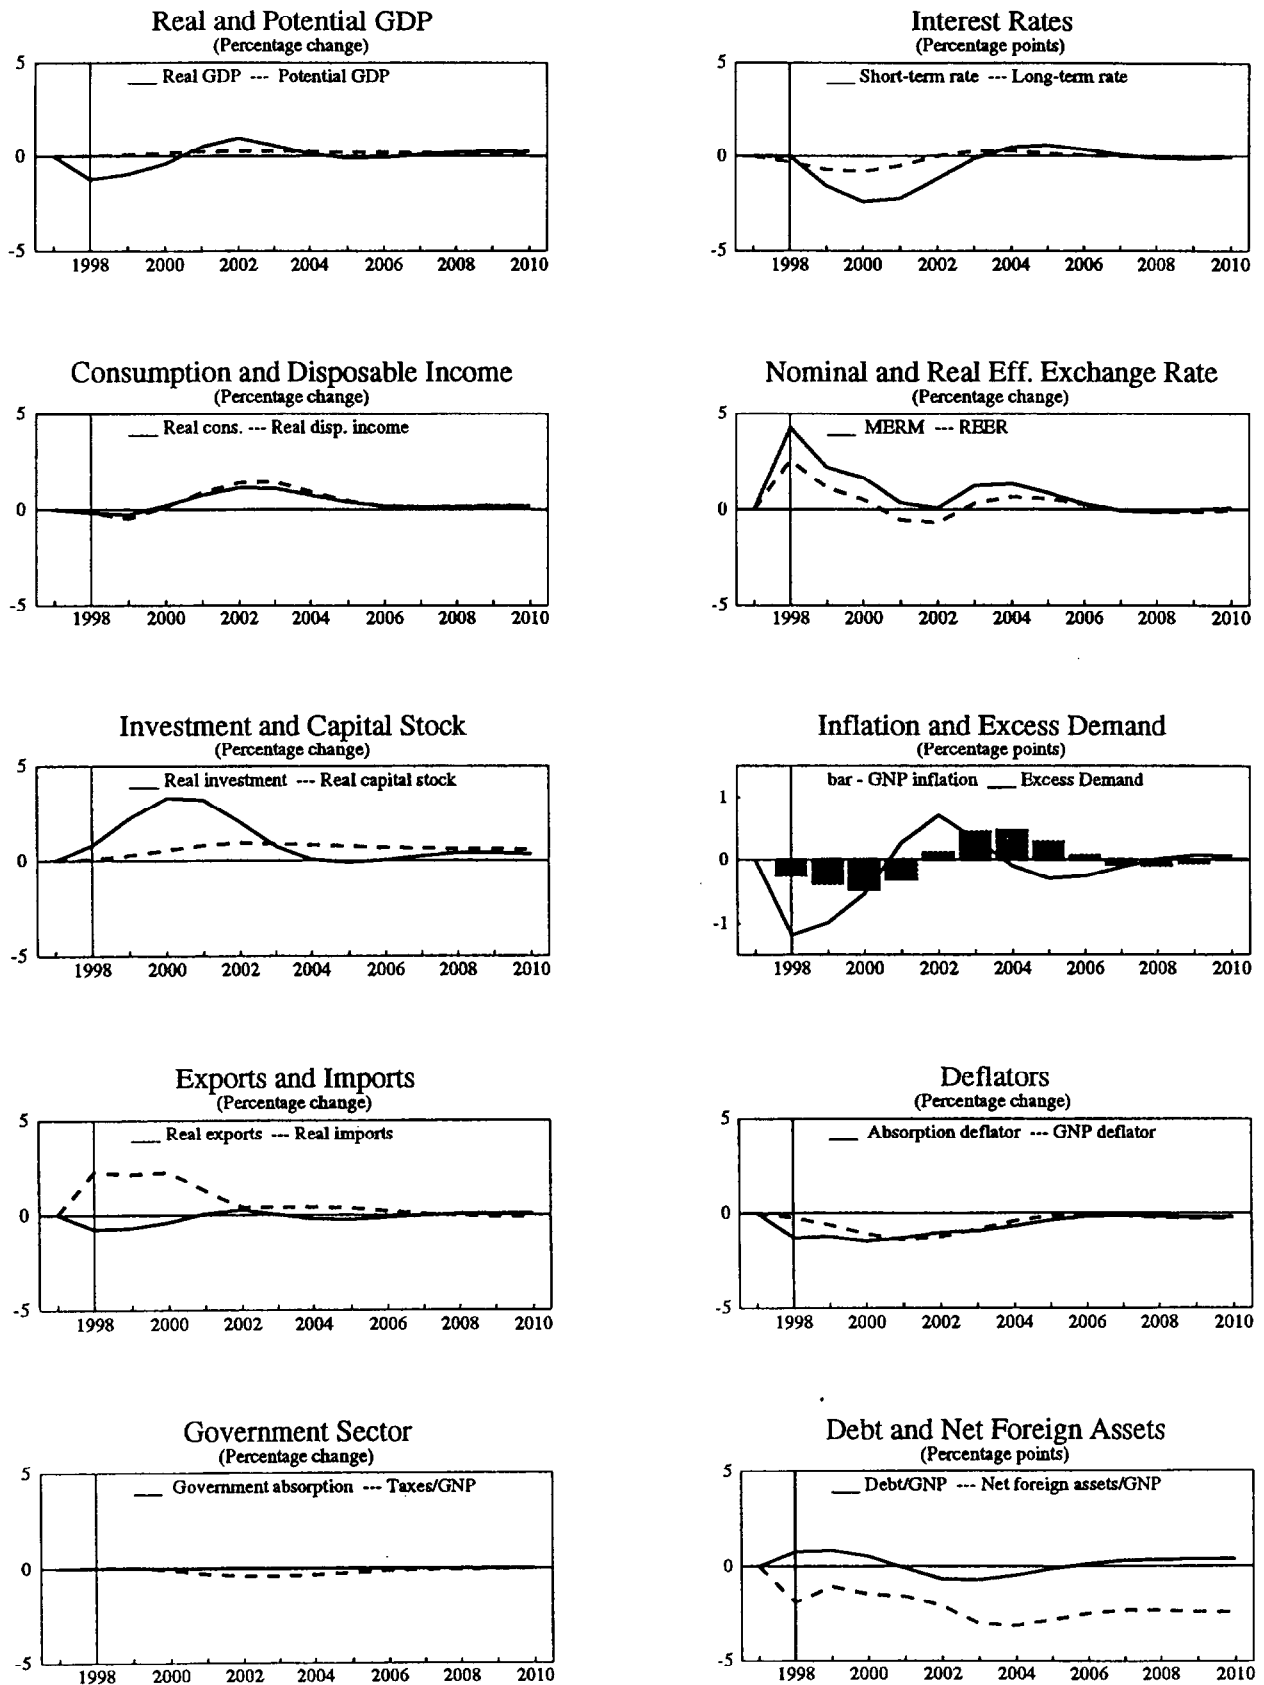 Real and Potential GDP
(Percentage change)
5
___ Real GDP --- Potential GDP
0
-5
1998 2000 2002 2004 2006 2008 2010
Interest Rates
(Percentage points)
5
___ Short-term rate --- Long-term rate
0
-5
1998 2000 2002 2004 2006 2008 2010
Consumption and Disposable Income
(Percentage change)
5
___ Real cons. --- Real disp. income
0
-5
1998 2000 2002 2004 2006 2008 2010
Nominal and Real Eff. Exchange Rate
(Percentage change)
5
___ MERM --- REER
0
-5
1998 2000 2002 2004 2006 2008 2010
Investment and Capital Stock
(Percentage change)
5
___ Real investment --- Real capital stock
0
-5
1998 2000 2002 2004 2006 2008 2010
Inflation and Excess Demand
(Percentage points)
bar - GNP inflation ___ Excess Demand
1
0
-1
1998 2000 2002 2004 2006 2008 2010
Exports and Imports
(Percentage change)
5
___ Real exports --- Real imports
0
-5
1998 2000 2002 2004 2006 2008 2010
Deflators
(Percentage change)
5
___ Absorption deflator --- GNP deflator
0
-5
1998 2000 2002 2004 2006 2008 2010
Government Sector
(Percentage change)
5
___ Government absorption --- Taxes/GNP
0
-5
1998 2000 2002 2004 2006 2008 2010
Debt and Net Foreign Assets
(Percentage points)
5
___ Debt/GNP --- Net foreign assets/GNP
0
-5
1998 2000 2002 2004 2006 2008 2010